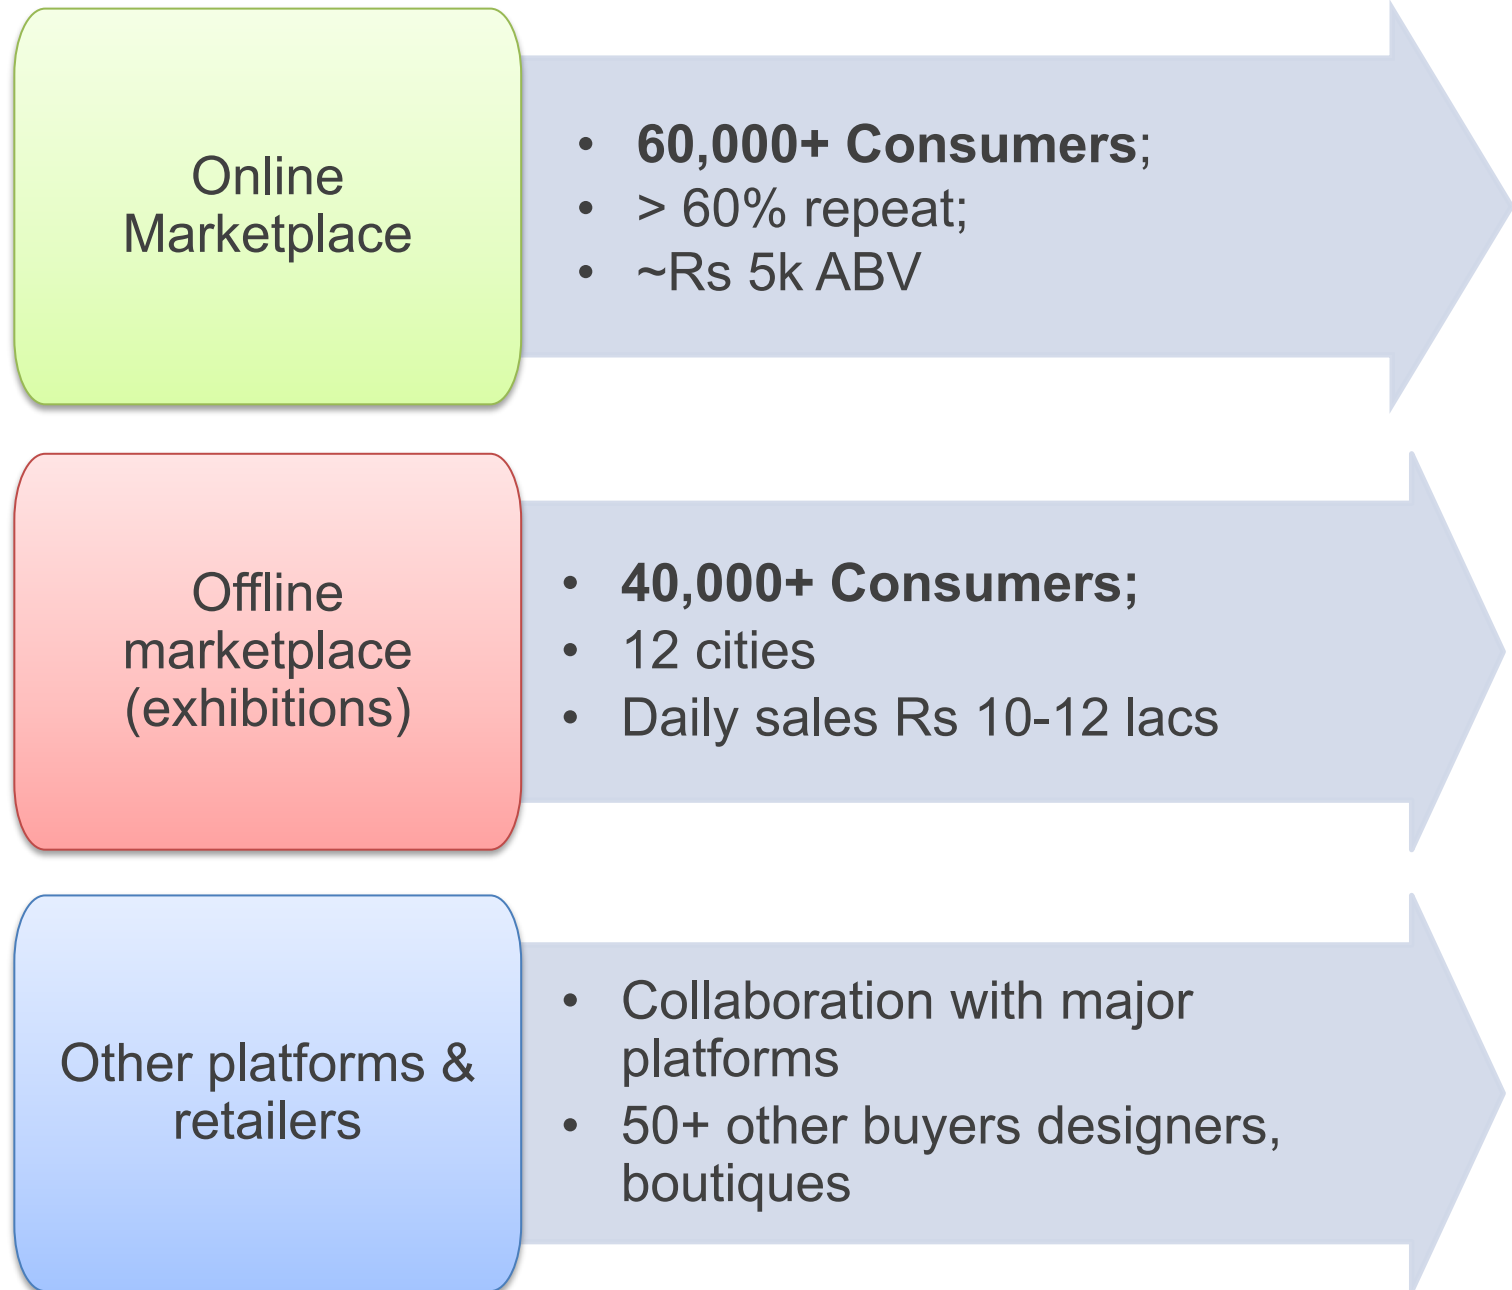 Online
Marketplace
• 60,000+ Consumers;
• > 60% repeat;
• ~Rs 5k ABV
Offline
marketplace
(exhibitions)
• 40,000+ Consumers;
• 12 cities
• Daily sales Rs 10-12 lacs
Other platforms &
retailers
• Collaboration with major
platforms
• 50+ other buyers designers,
boutiques